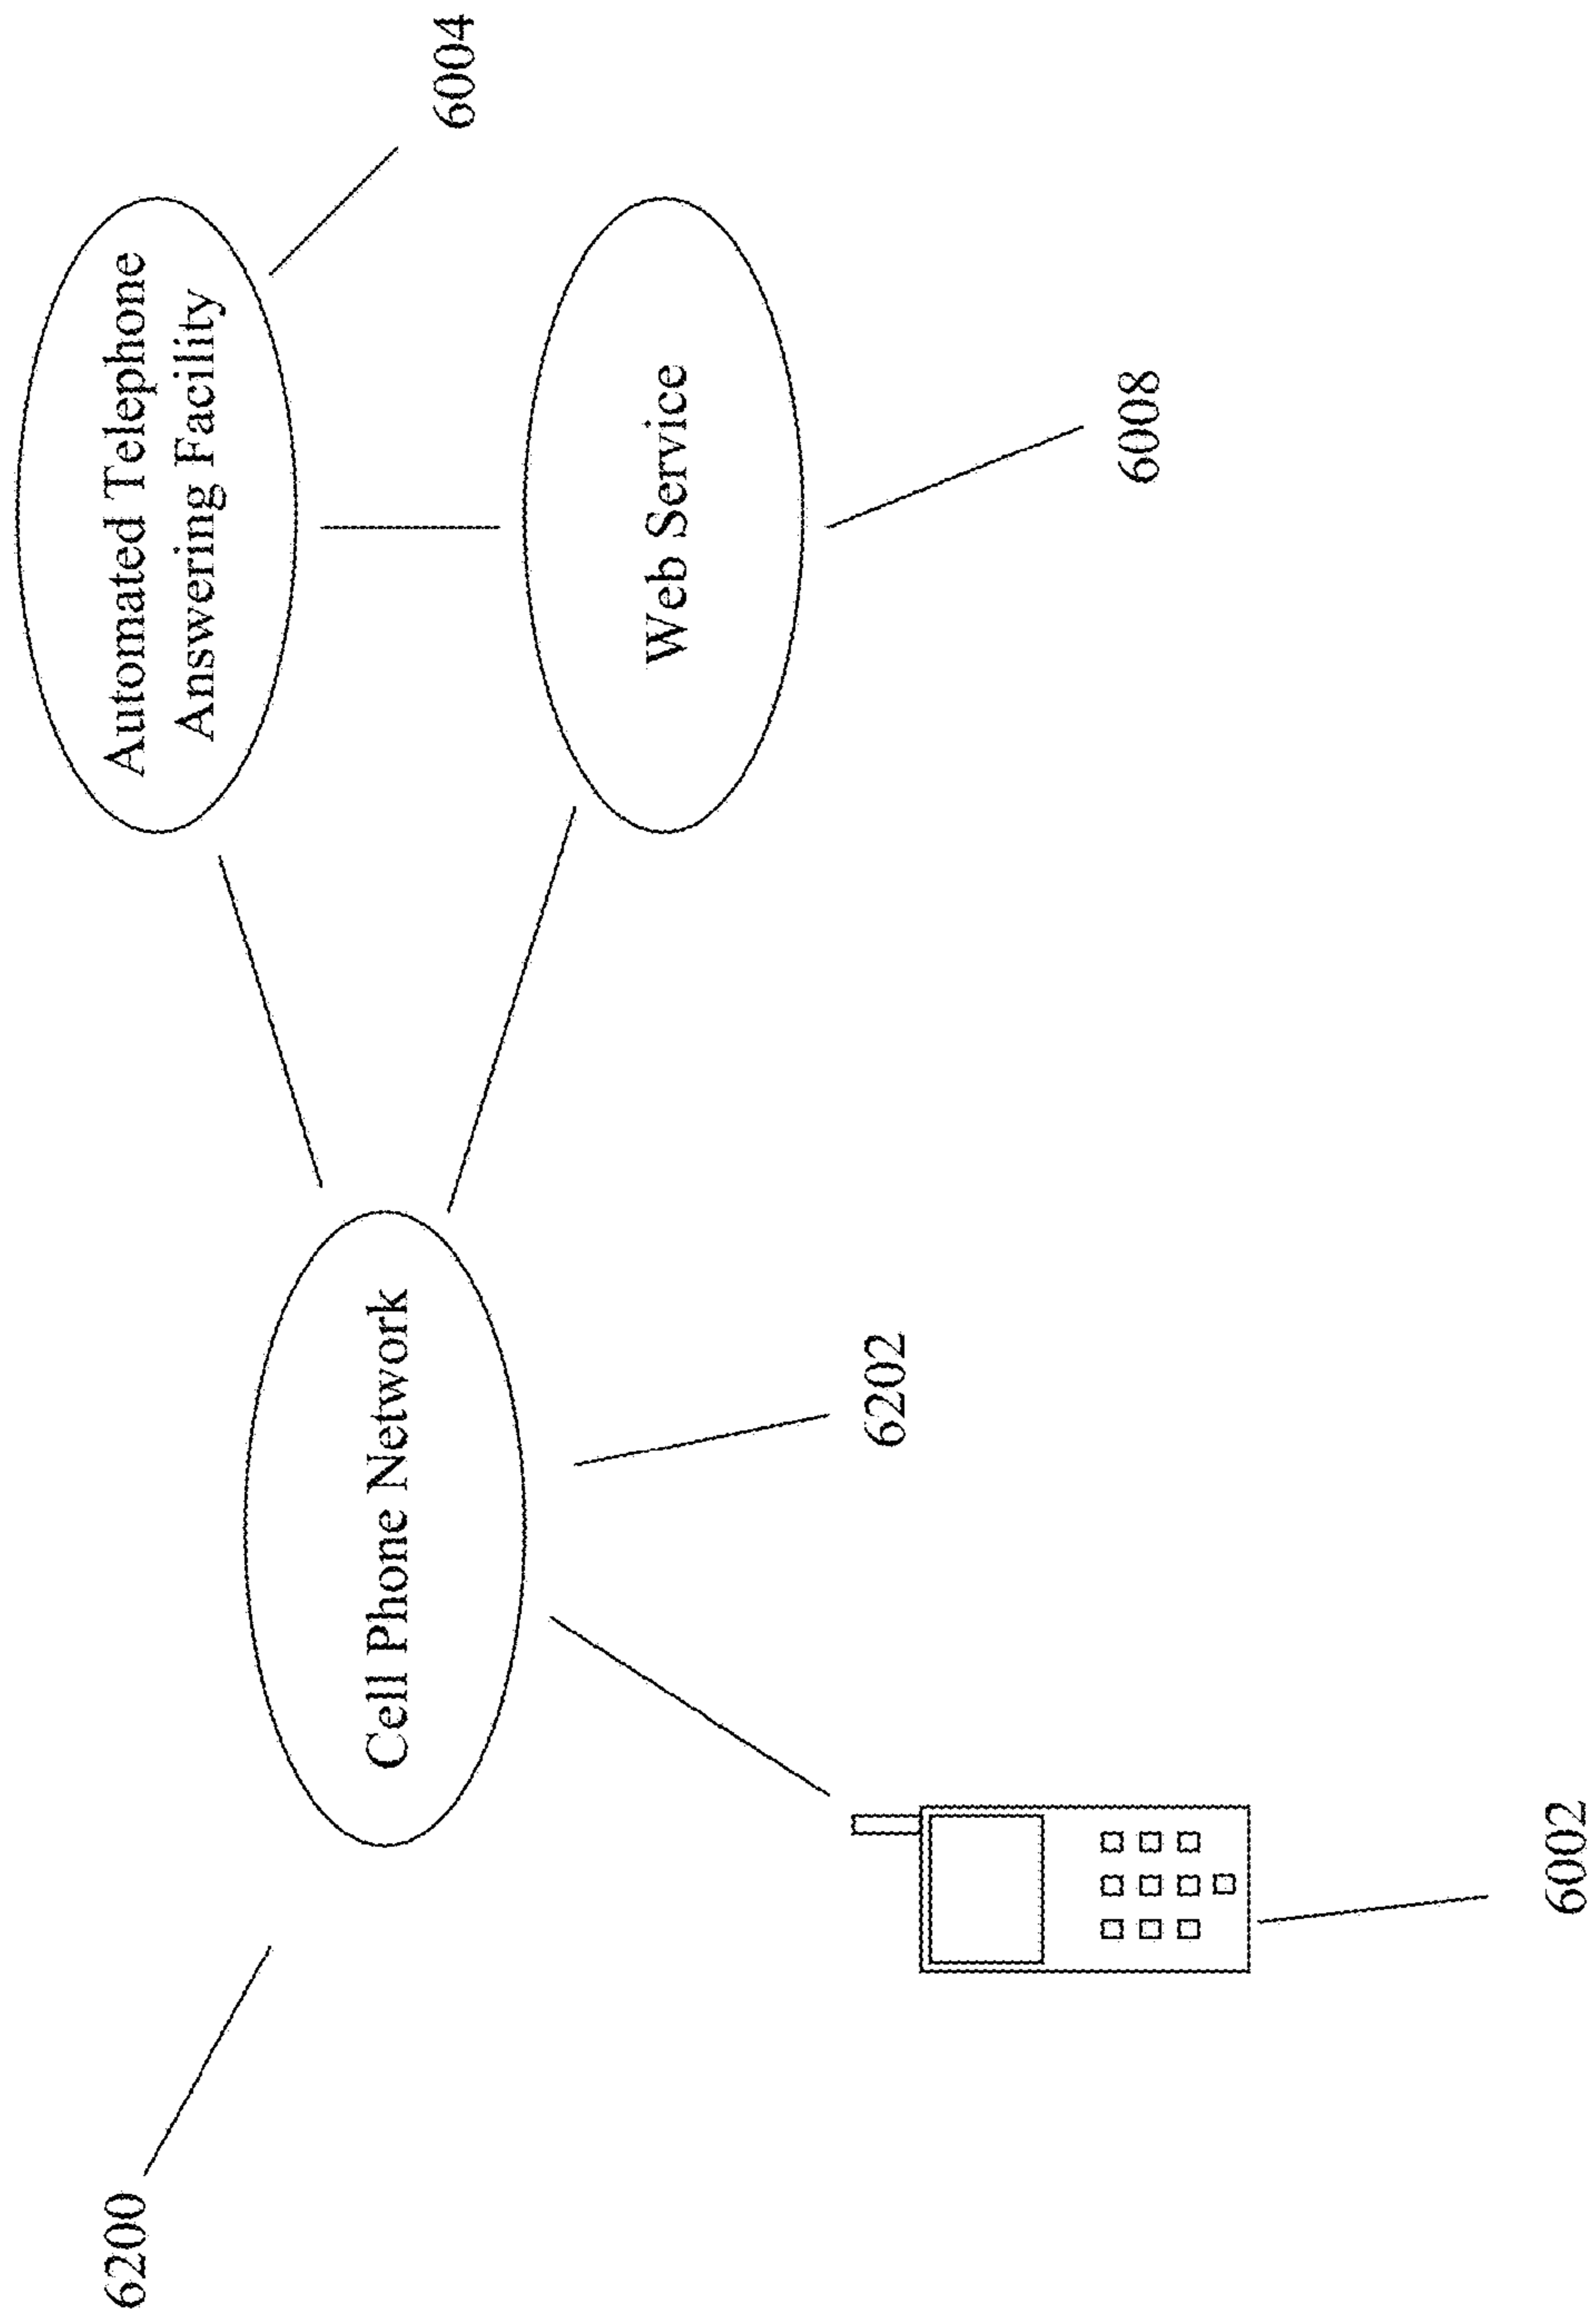 6200
Cell Phone Network
Automated Telephone
Answering Facility
6004
Web Service
6008
6202
6002